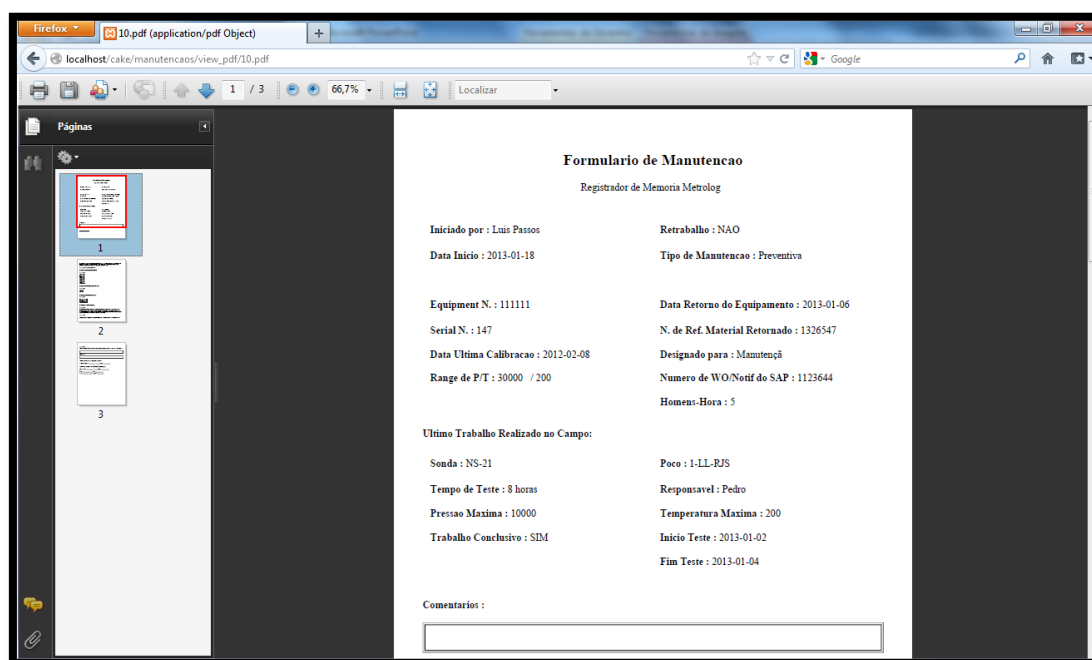 Firefox
10.pdf (application/pdf Object)
localhost/cake/manutencaos/view_pdf/10.pdf
Google
1 / 3
66,7%
Localizar
Páginas
1
2
3
Formulario de Manutencao
Registrador de Memoria Metrolog
Iniciado por : Luis Passos Retrabalho : NAO
Data Inicio : 2013-01-18 Tipo de Manutencao : Preventiva
Equipment N. : 111111 Data Retorno do Equipamento : 2013-01-06
Serial N. : 147 N. de Ref. Material Retornado : 1326547
Data Ultima Calibracao : 2012-02-08 Designado para : Manutençã
Range de P/T : 30000 / 200 Numero de WO/Notif do SAP : 1123644
Homens-Hora : 5
Ultimo Trabalho Realizado no Campo:
Sonda : NS-21 Poco : 1-LL-RJS
Tempo de Teste : 8 horas Responsavel : Pedro
Pressao Maxima : 10000 Temperatura Maxima : 200
Trabalho Conclusivo : SIM Inicio Teste : 2013-01-02
Fim Teste : 2013-01-04
Comentarios :